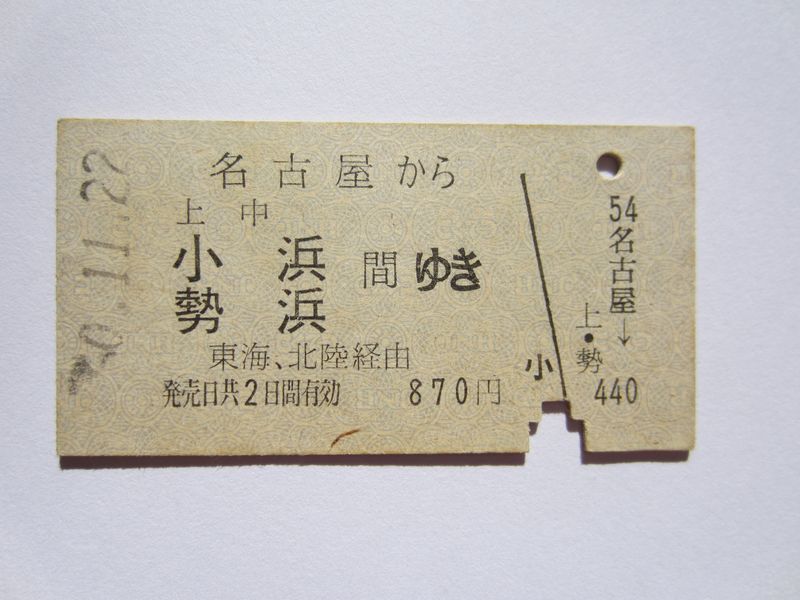 名古屋から
上中
小浜
勢浜
間ゆき
東海、北陸経由
発売日共2日間有効 870円
小
54
名古屋→
上・勢
440
.11.22